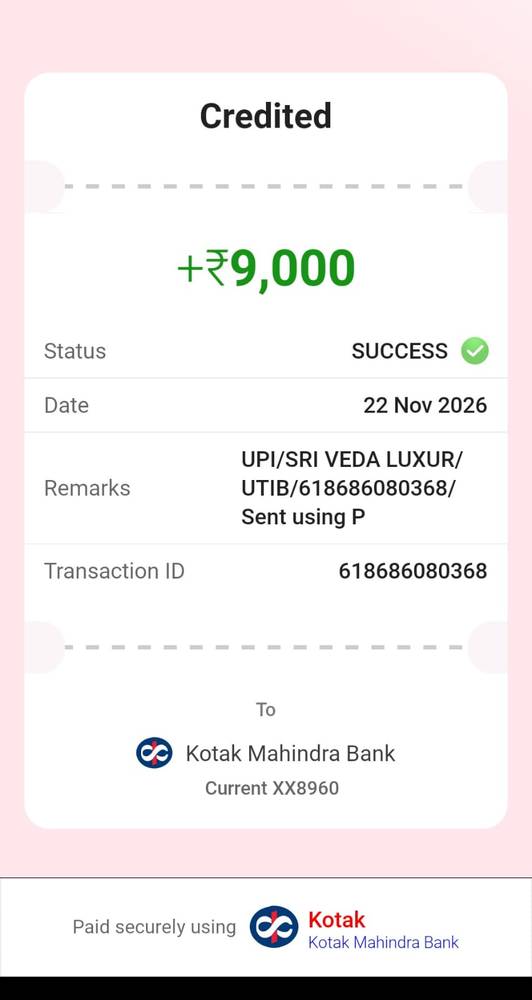 Credited
+₹9,000
Status SUCCESS
Date 22 Nov 2026
UPI/SRI VEDA LUXUR/
Remarks UTIB/618686080368/
Sent using P
Transaction ID 618686080368
To
Kotak Mahindra Bank
Current XX8960
Paid securely using Kotak
Kotak Mahindra Bank